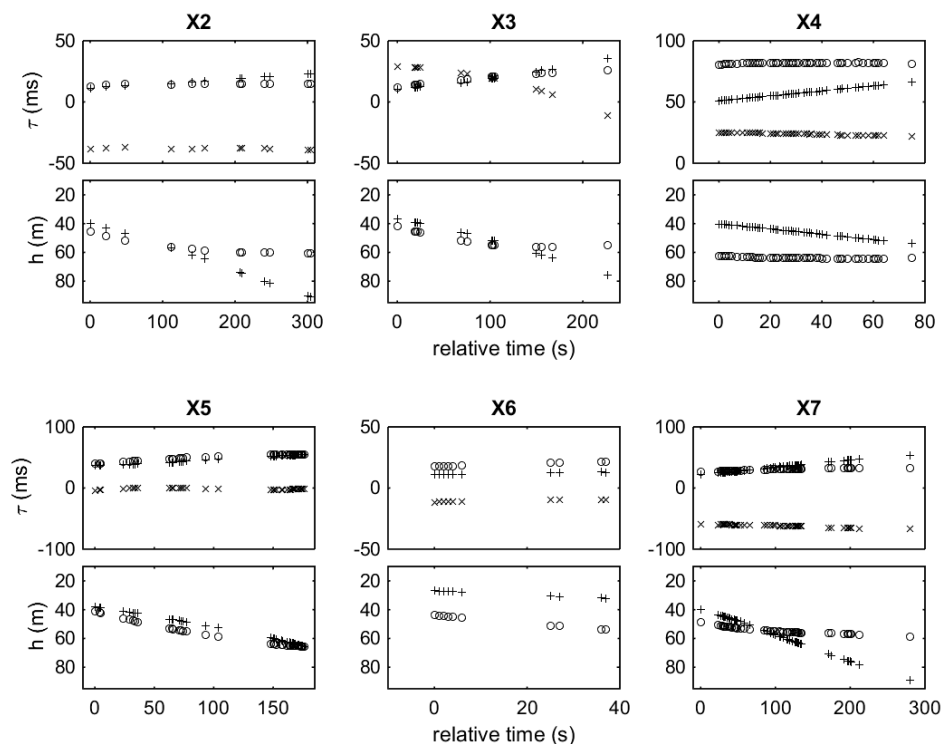 X2 X3 X4
50 50 100
τ (ms) 0 0 50
-50 -50 0
20 20 20
40 40 40
h (m) 60 60 60
80 80 80
0 100 200 300 0 100 200 0 20 40 60 80
relative time (s)
X5 X6 X7
100 50 100
τ (ms) 0 0 0
-100 -50 -100
20 20 20
40 40 40
h (m) 60 60 60
80 80 80
0 50 100 150 0 20 40 0 100 200 300
relative time (s)